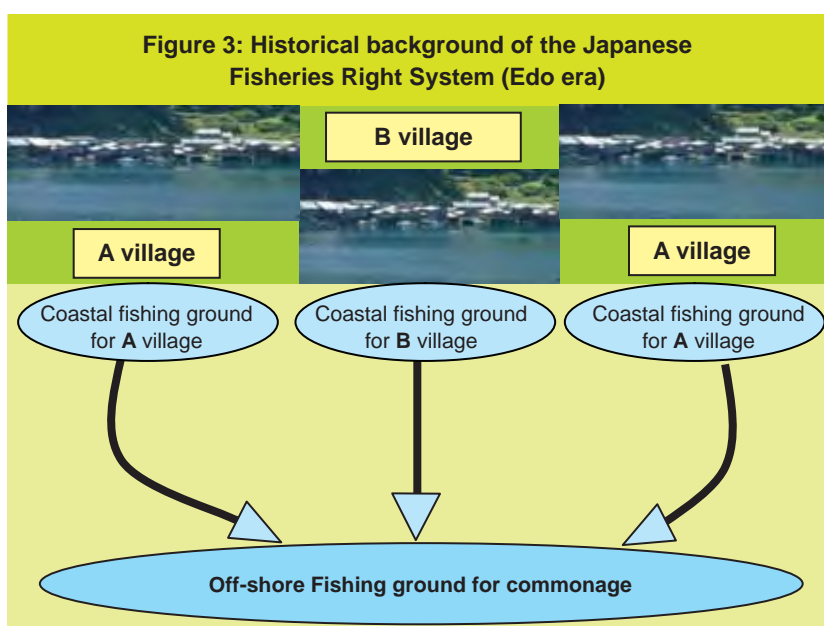 Figure 3: Historical background of the Japanese
Fisheries Right System (Edo era)
B village
A village
A village
Coastal fishing ground
for A village
Coastal fishing ground
for B village
Coastal fishing ground
for A village
Off-shore Fishing ground for commonage